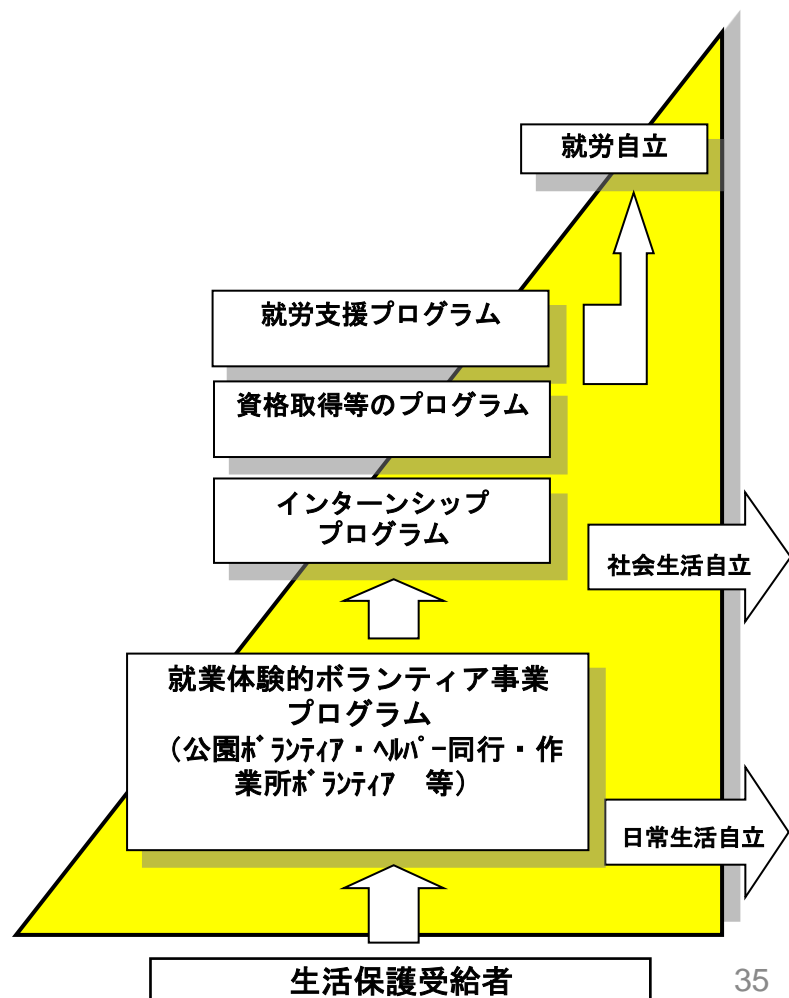 就労自立
就労支援プログラム
資格取得等のプログラム
インターンシップ
プログラム
社会生活自立
就業体験的ボランティア事業
プログラム
（公園ﾎﾞﾗﾝﾃｨｱ・ﾍﾙﾊﾟｰ同行・作
業所ﾎﾞﾗﾝﾃｨｱ　等）
日常生活自立
生活保護受給者
35